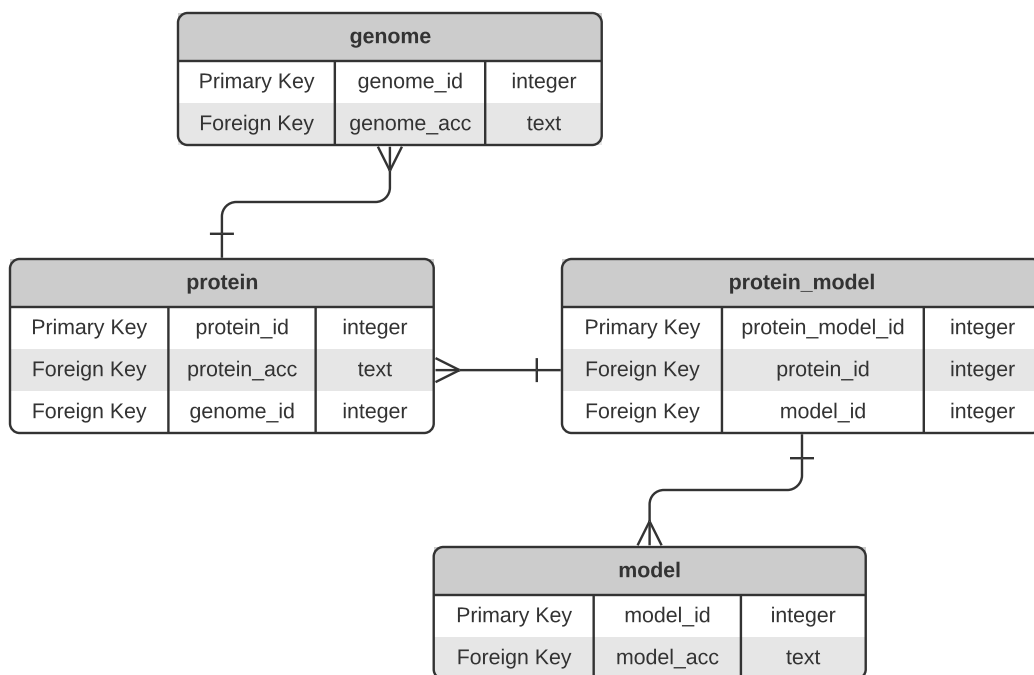 genome
Primary Key genome_id integer
Foreign Key genome_acc text
protein
Primary Key protein_id integer
Foreign Key protein_acc text
Foreign Key genome_id integer
protein_model
Primary Key protein_model_id integer
Foreign Key protein_id integer
Foreign Key model_id integer
model
Primary Key model_id integer
Foreign Key model_acc text